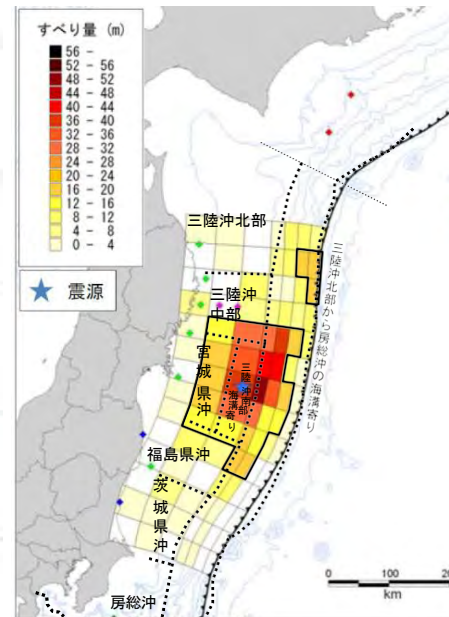 すべり量 (m)
56 -
52 - 56
48 - 52
44 - 48
40 - 44
36 - 40
32 - 36
28 - 32
24 - 28
20 - 24
16 - 20
12 - 16
8 - 12
4 - 8
0 - 4
震源
三陸沖北部
三陸沖
中部
三陸沖北部から房総沖の海溝寄り
宮城県沖
三陸沖南部
海溝寄り
福島県沖
茨城県沖
房総沖
0 100 200
km